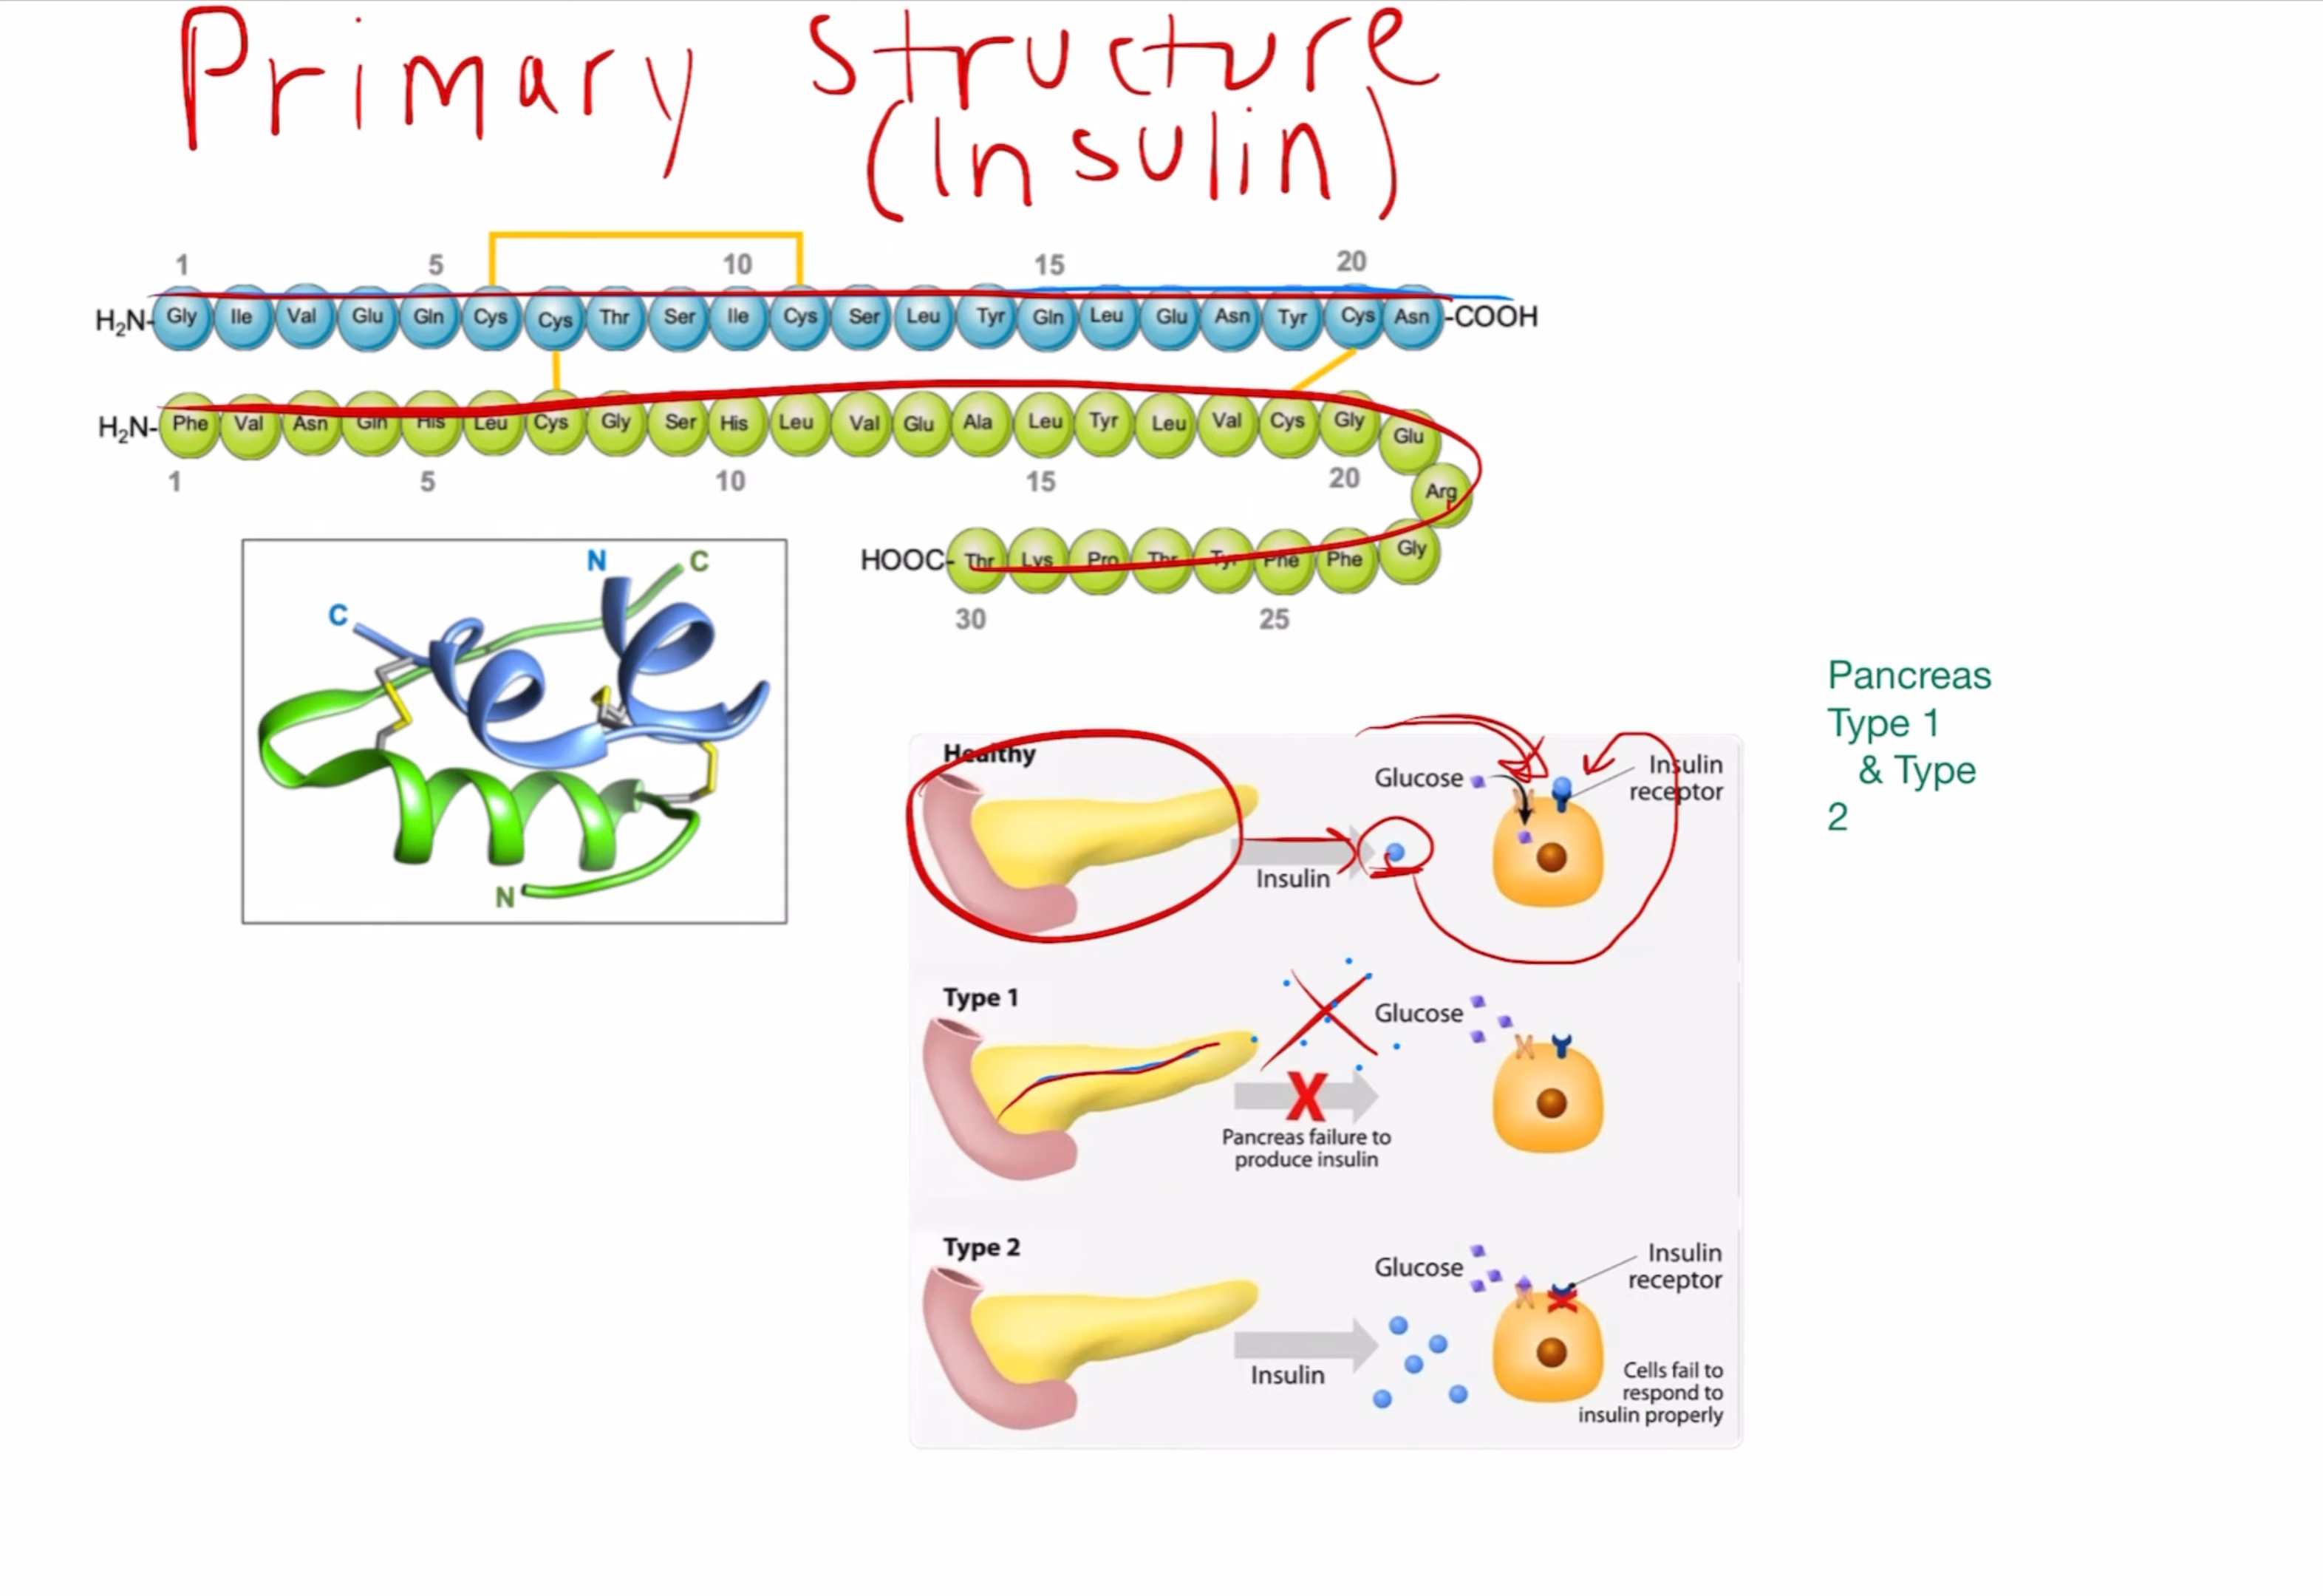 Primary Structure
(Insulin)
1 5 10 15 20
H₂N- Gly Ile Val Glu Gln Cys Cys Thr Ser Ile Cys Ser Leu Tyr Gln Leu Glu Asn Tyr Cys Asn -COOH
H₂N- Phe Val Asn Gln His Leu Cys Gly Ser His Leu Val Glu Ala Leu Tyr Leu Val Cys Gly Glu
1 5 10 15 20
Arg
HOOC- Thr Lys Pro Thr Tyr Phe Phe Gly
30 25
N C
C
N
Pancreas
Type 1
& Type
2
Healthy
Glucose
Insulin
receptor
Insulin
Type 1
Glucose
X
Pancreas failure to
produce insulin
Type 2
Glucose
Insulin
receptor
Insulin
Cells fail to
respond to
insulin properly